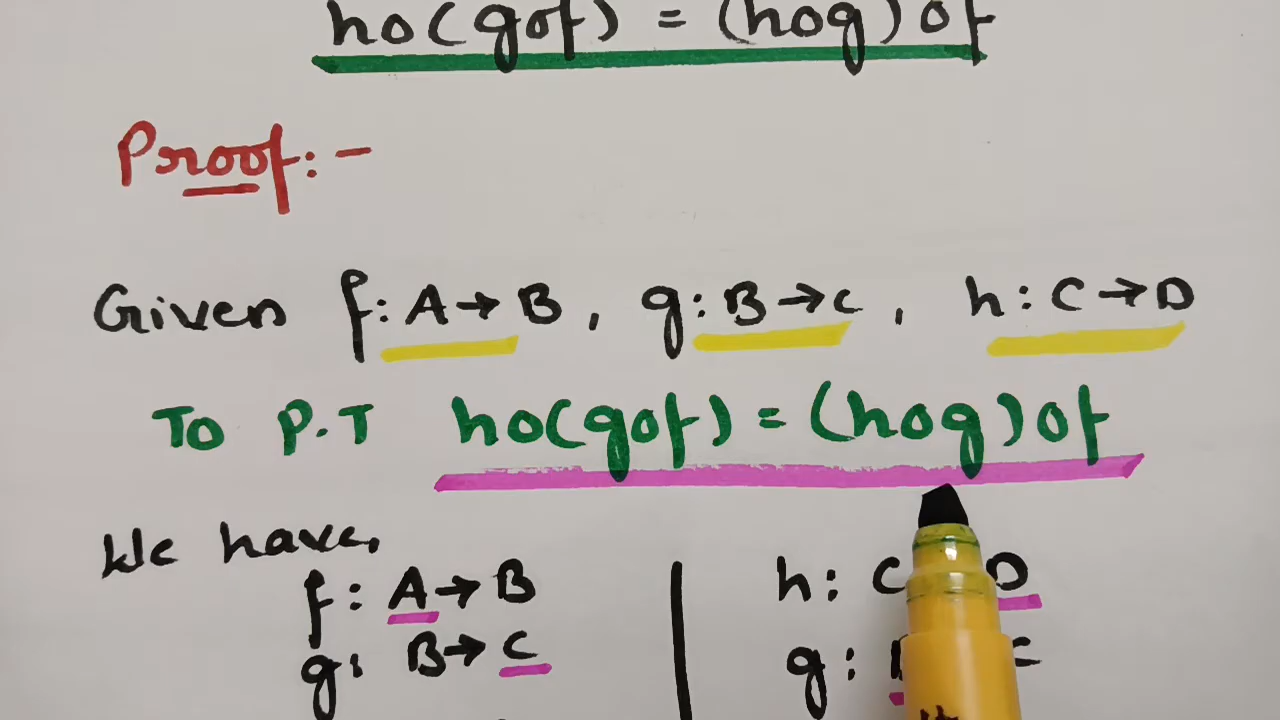 ho(gof) = (hog)of
Proof:-
Given f: A→B, g: B→C, h: C→D
To P.T ho(gof) = (hog)of
We have,
f: A→B
g: B→C
h: C D
g: C